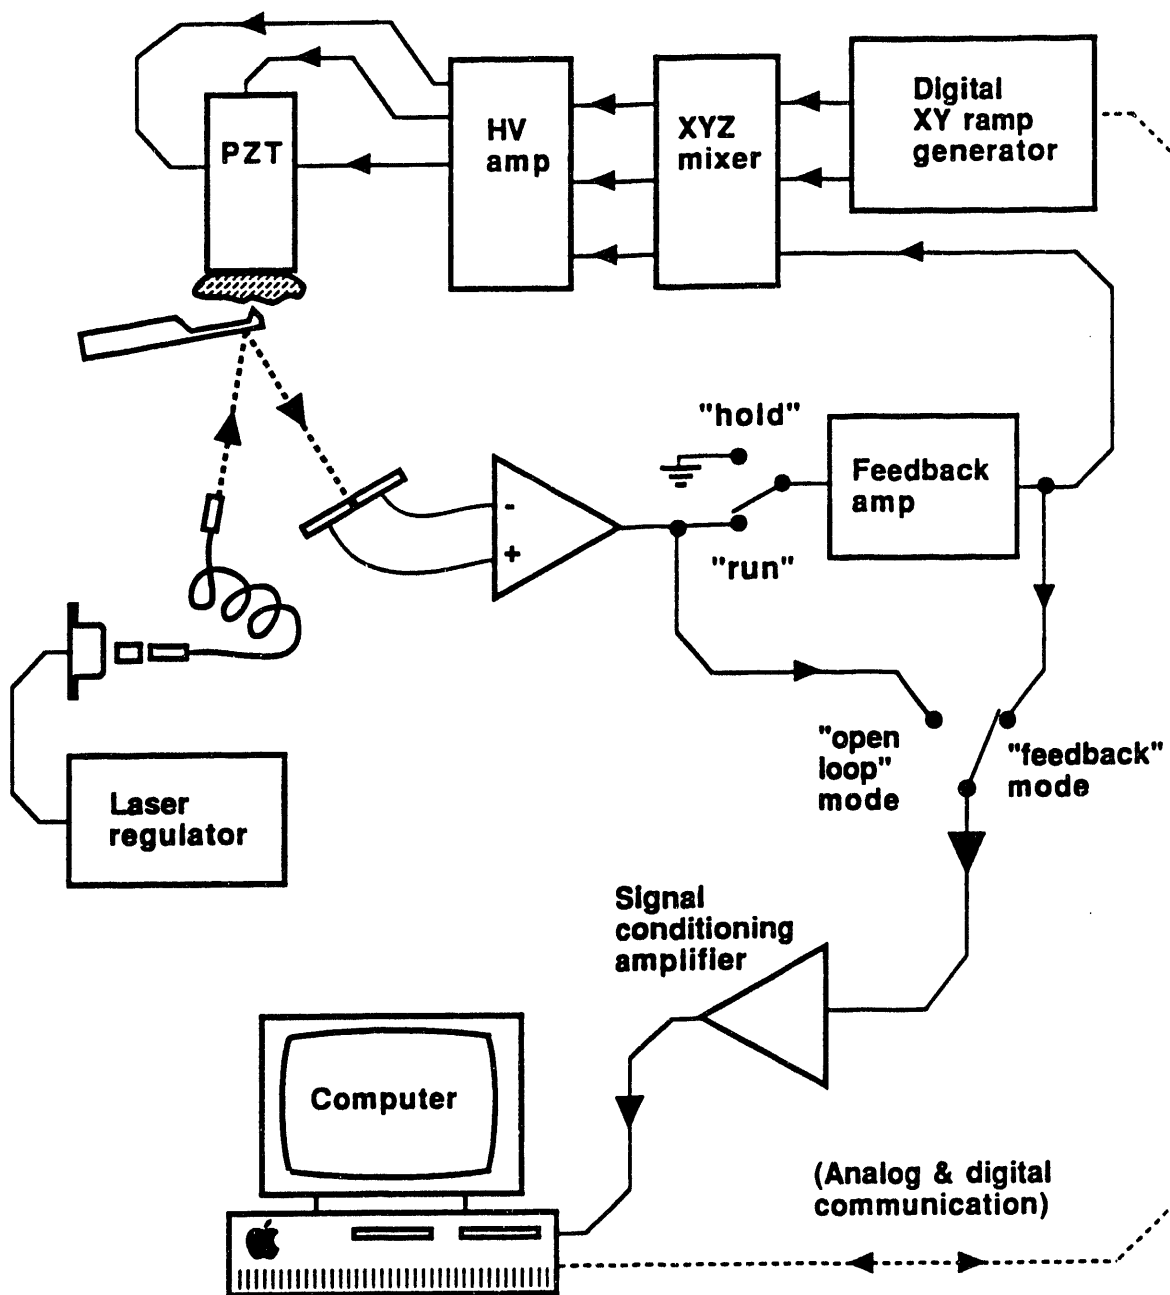 PZT
HV
amp
XYZ
mixer
Digital
XY ramp
generator
"hold"
Feedback
amp
-
+
"run"
"open
loop"
mode
"feedback"
mode
Laser
regulator
Signal
conditioning
amplifier
Computer
(Analog & digital
communication)